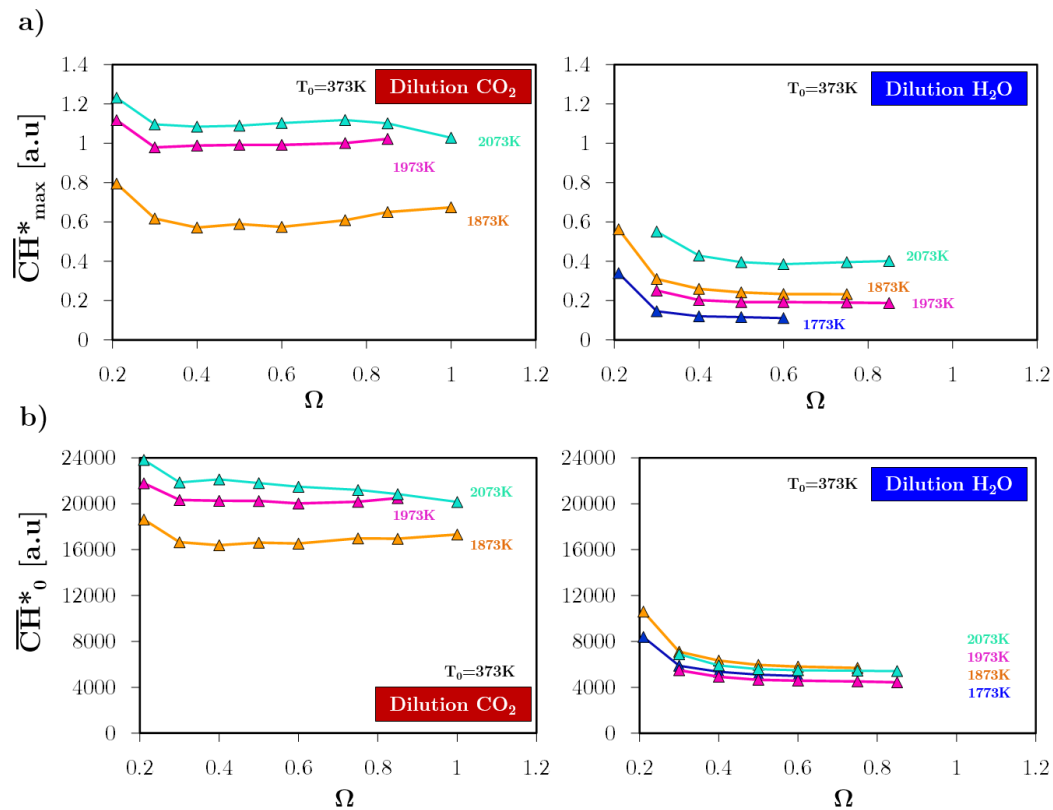 a)
C̅H̅*max [a.u]
1.4
1.2
1
0.8
0.6
0.4
0.2
0
T₀=373K
Dilution CO₂
2073K
1973K
1873K
0.2 0.4 0.6 0.8 1 1.2
Ω
1.4
1.2
1
0.8
0.6
0.4
0.2
0
T₀=373K
Dilution H₂O
2073K
1873K
1973K
1773K
0.2 0.4 0.6 0.8 1 1.2
Ω
b)
C̅H̅*₀ [a.u]
24000
20000
16000
12000
8000
4000
0
2073K
1973K
1873K
T₀=373K
Dilution CO₂
0.2 0.4 0.6 0.8 1 1.2
Ω
24000
20000
16000
12000
8000
4000
0
T₀=373K
Dilution H₂O
2073K
1973K
1873K
1773K
0.2 0.4 0.6 0.8 1 1.2
Ω